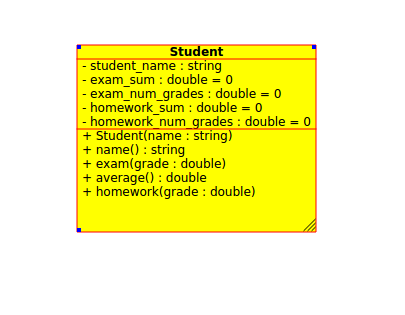 Student
- student_name : string
- exam_sum : double = 0
- exam_num_grades : double = 0
- homework_sum : double = 0
- homework_num_grades : double = 0
+ Student(name : string)
+ name() : string
+ exam(grade : double)
+ average() : double
+ homework(grade : double)